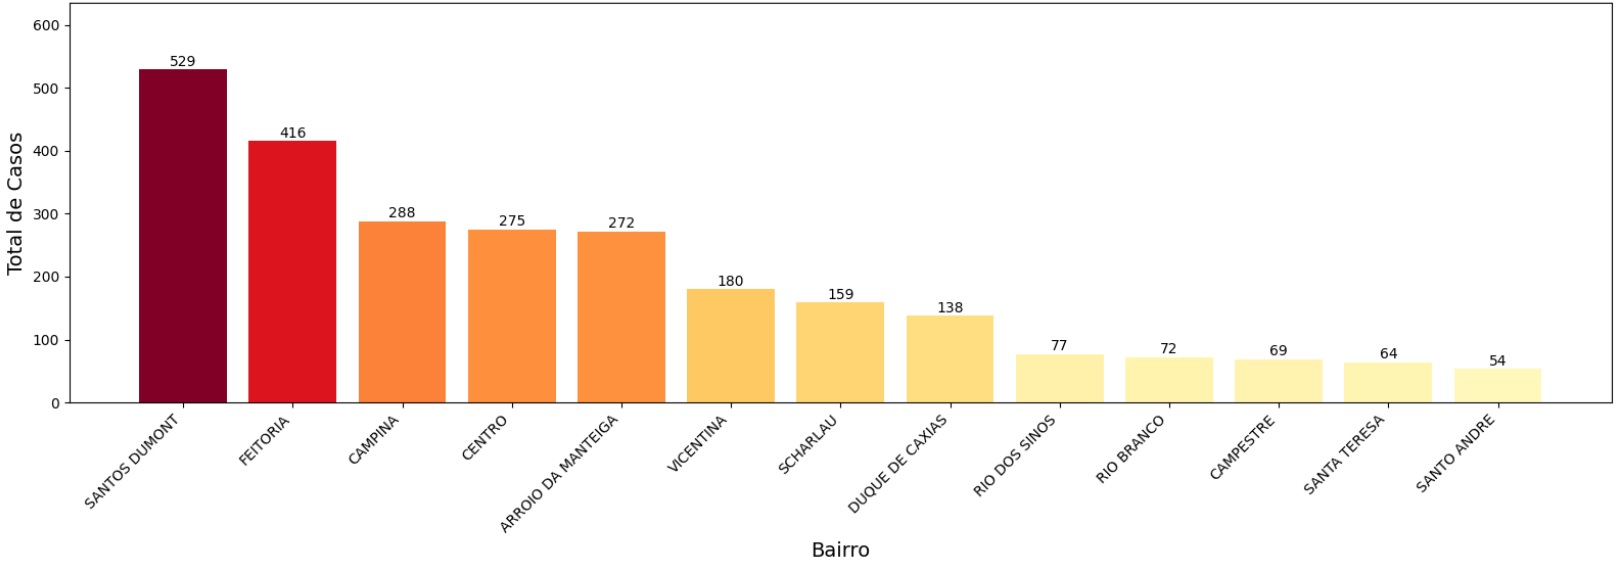 Total de Casos
600
500
400
300
200
100
0
529
416
288
275
272
180
159
138
77
72
69
64
54
SANTOS DUMONT
FEITORIA
CAMPINA
CENTRO
ARROIO DA MANTEIGA
VICENTINA
SCHARLAU
DUQUE DE CAXIAS
RIO DOS SINOS
RIO BRANCO
CAMPESTRE
SANTA TERESA
SANTO ANDRE
Bairro